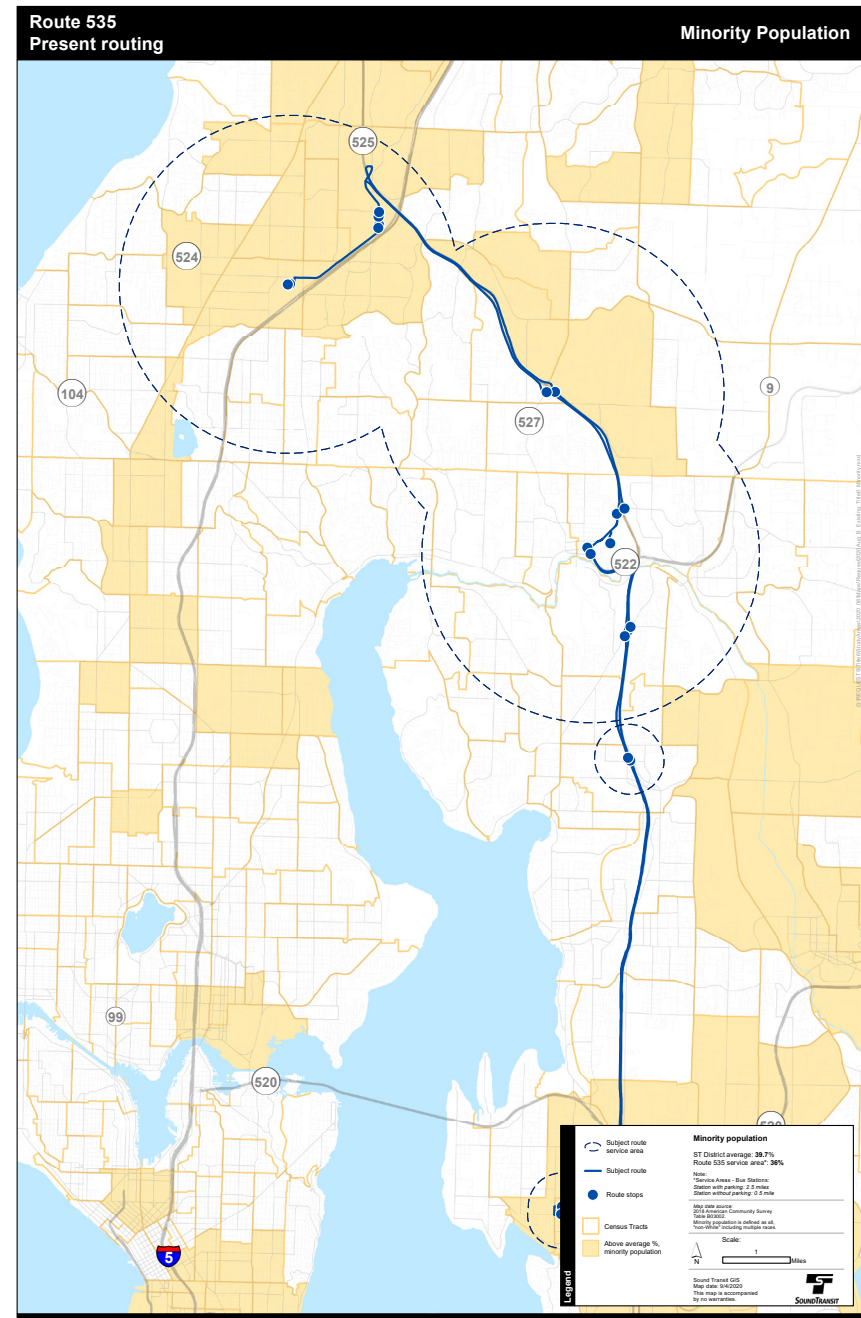 Route 535
Present routing
Minority Population
525
524
104
9
527
522
99
520
520
5
Legend
Subject route
service area
Subject route
Route stops
Census Tracts
Above average %,
minority population
Minority population
ST District average: 39.7%
Route 535 service area*: 36%
Note:
*Service Areas - Bus Stations:
Station with parking: 2.5 miles
Station without parking: 0.5 mile
Map data source:
2018 American Community Survey
Table B03002.
Minority population is defined as all,
"non-White" including multiple races.
Scale:
1
Miles
N
Sound Transit GIS
Map date: 9/4/2020
This map is accompanied
by no warranties.
SOUNDTRANSIT